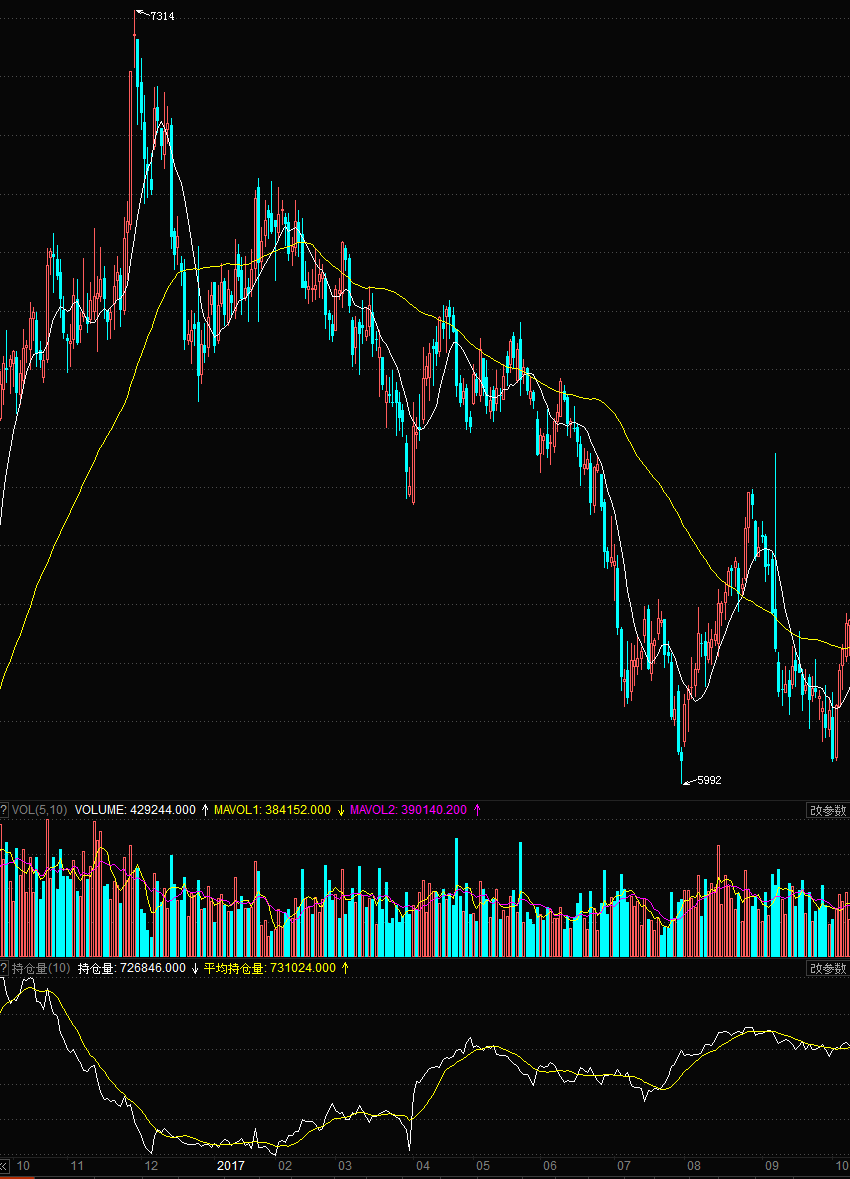 7314
5992
? VOL(5,10) VOLUME: 429244.000 ↑ MAVOL1: 384152.000 ↓ MAVOL2: 390140.200 ↑ 改参数
? 持仓量(10) 持仓量: 726846.000 ↓ 平均持仓量: 731024.000 ↑ 改参数
« 10 11 12 2017 02 03 04 05 06 07 08 09 10